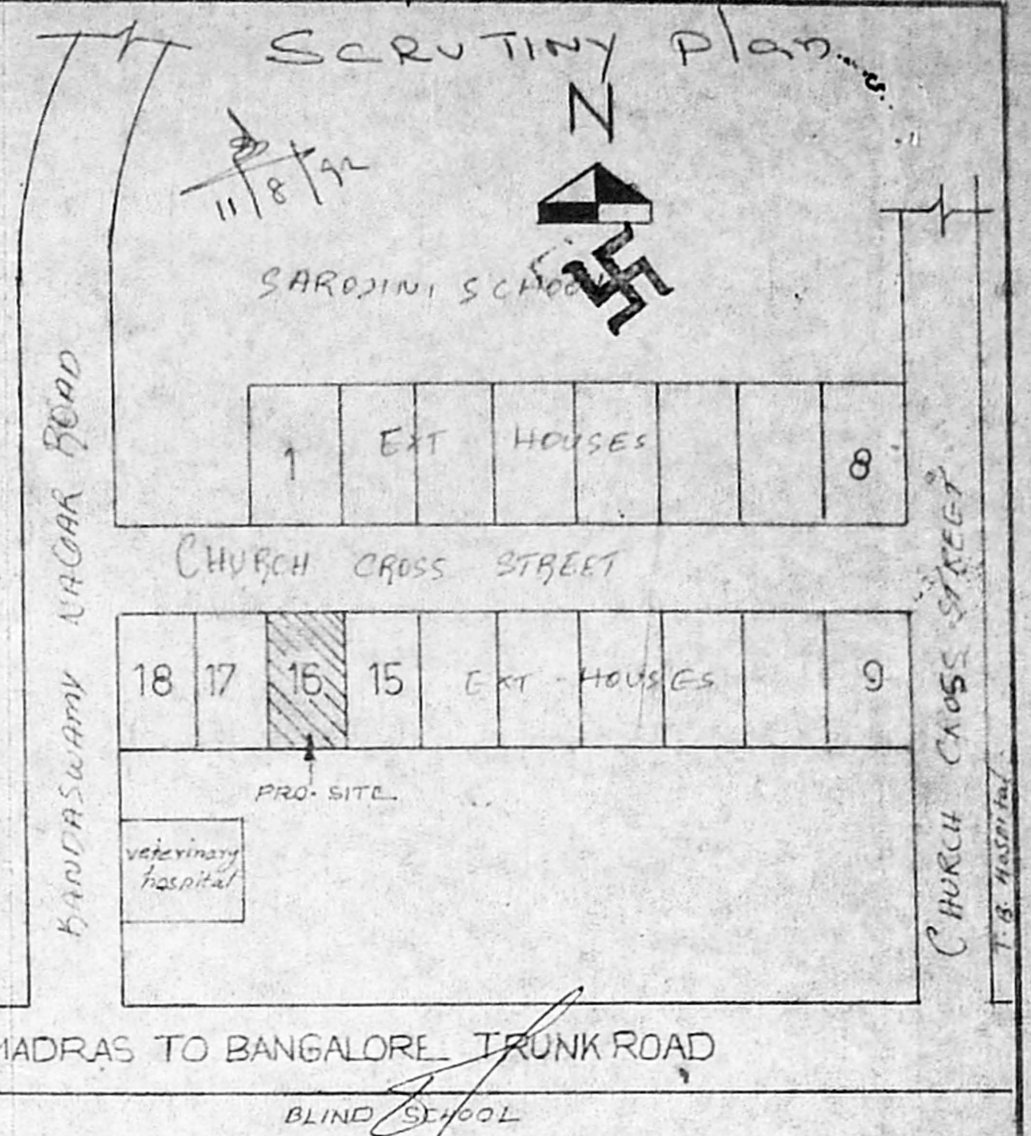 SCRUTINY Plan
N
11/8/92
SAROJINI SCHOOL
KANDASWAMY NAGAR ROAD
1 EXT HOUSES 8
CHURCH CROSS STREET
18 17 16 15 EXT HOUSES 9
CHURCH CROSS STREET
PRO. SITE
veterinary
hospital
T.B. Hospital
MADRAS TO BANGALORE TRUNK ROAD
BLIND SCHOOL